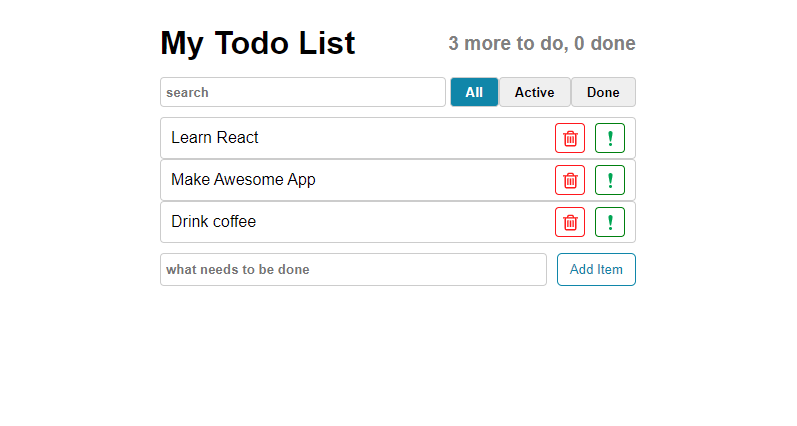 My Todo List 3 more to do, 0 done
search All Active Done
Learn React !
Make Awesome App !
Drink coffee !
what needs to be done Add Item